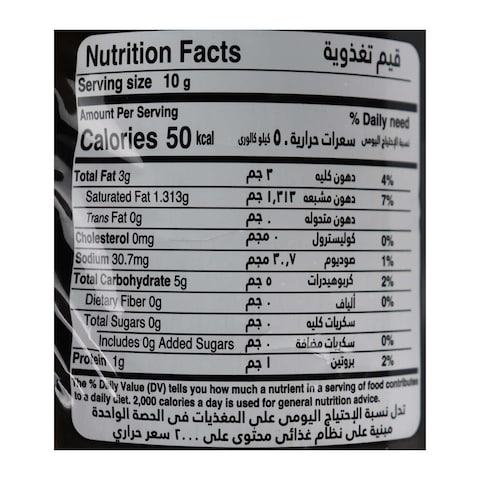 Nutrition Facts قيم تغذوية
Serving size 10 g
Amount Per Serving % Daily need
Calories 50 kcal سعرات حرارية ٥٠ كيلو كالورى نسبة الإحتياج اليومى
Total Fat 3g ٣ جم دهون كليه 4%
Saturated Fat 1.313g ١,٣١٣ جم دهون مشبعه 7%
Trans Fat 0g ٠ جم دهون متحوله
Cholesterol 0mg ٠ مجم كوليسترول 0%
Sodium 30.7mg ٣٠,٧ مجم صوديوم 1%
Total Carbohydrate 5g ٥ جم كربوهيدرات 2%
Dietary Fiber 0g ٠ جم ألياف 0%
Total Sugars 0g ٠ جم سكريات كليه
Includes 0g Added Sugars ٠ جم سكريات مضافة 0%
Protein 1g ١ جم بروتين 2%
The % Daily Value (DV) tells you how much a nutrient in a serving of food contributes
to a daily diet. 2,000 calories a day is used for general nutrition advice.
تدل نسبة الإحتياج اليومى على المغذيات فى الحصة الواحدة
مبنية على نظام غذائى محتوى على ٢٠٠٠ سعر حراري